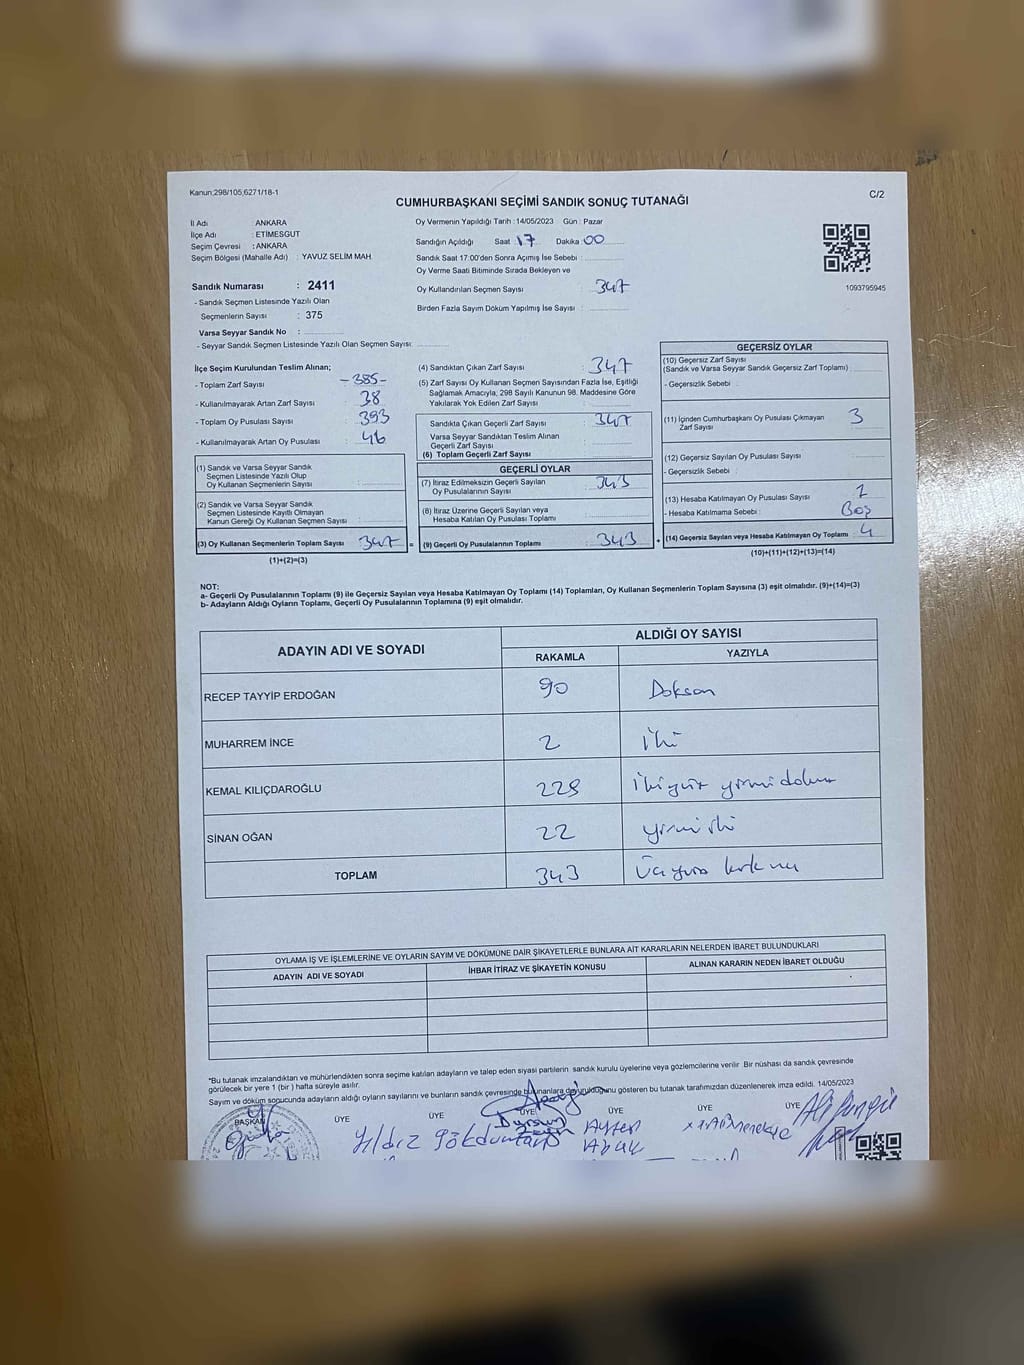 Kanun;298/105,6271/18-1
C/2
CUMHURBAŞKANI SEÇİMİ SANDIK SONUÇ TUTANAĞI
İl Adı : ANKARA
İlçe Adı : ETİMESGUT
Seçim Çevresi : ANKARA
Seçim Bölgesi (Mahalle Adı) : YAVUZ SELİM MAH.
Sandık Numarası : 2411
- Sandık Seçmen Listesinde Yazılı Olan
Seçmenlerin Sayısı : 375
Varsa Seyyar Sandık No :
- Seyyar Sandık Seçmen Listesinde Yazılı Olan Seçmen Sayısı:
Oy Vermenin Yapıldığı Tarih : 14/05/2023 Gün : Pazar
Sandığın Açıldığı Saat 17 Dakika 00
Sandık Saat 17.00'den Sonra Açımış İse Sebebi :
Oy Verme Saati Bitiminde Sırada Bekleyen ve
Oy Kullandırılan Seçmen Sayısı : 347
Birden Fazla Sayım Döküm Yapılmış İse Sayısı :
1093795945
İlçe Seçim Kurulundan Teslim Alınan;
- Toplam Zarf Sayısı : -385-
- Kullanılmayarak Artan Zarf Sayısı : 38
- Toplam Oy Pusulası Sayısı : 393
- Kullanılmayarak Artan Oy Pusulası : 46
(1) Sandık ve Varsa Seyyar Sandık
Seçmen Listesinde Yazılı Olup
Oy Kullanan Seçmenlerin Sayısı :
(2) Sandık ve Varsa Seyyar Sandık
Seçmen Listesinde Kayıtlı Olmayan
Kanun Gereği Oy Kullanan Seçmen Sayısı :
(3) Oy Kullanan Seçmenlerin Toplam Sayısı : 347 =
(1)+(2)=(3)
(4) Sandıktan Çıkan Zarf Sayısı : 347
(5) Zarf Sayısı Oy Kullanan Seçmen Sayısından Fazla İse, Eşitliği
Sağlamak Amacıyla; 298 Sayılı Kanunun 98. Maddesine Göre
Yakılarak Yok Edilen Zarf Sayısı :
Sandıkta Çıkan Geçerli Zarf Sayısı : 347
Varsa Seyyar Sandıktan Teslim Alınan
Geçerli Zarf Sayısı :
(6) Toplam Geçerli Zarf Sayısı :
GEÇERLİ OYLAR
(7) İtiraz Edilmeksizin Geçerli Sayılan
Oy Pusulalarının Sayısı : 343
(8) İtiraz Üzerine Geçerli Sayılan veya
Hesaba Katılan Oy Pusulası Toplamı :
(9) Geçerli Oy Pusulalarının Toplamı : 343 +
GEÇERSİZ OYLAR
(10) Geçersiz Zarf Sayısı
(Sandık ve Varsa Seyyar Sandık Geçersiz Zarf Toplamı) :
- Geçersizlik Sebebi :
(11) İçinden Cumhurbaşkanı Oy Pusulası Çıkmayan
Zarf Sayısı : 3
(12) Geçersiz Sayılan Oy Pusulası Sayısı :
- Geçersizlik Sebebi :
(13) Hesaba Katılmayan Oy Pusulası Sayısı : 1
- Hesaba Katılmama Sebebi : Boş
(14) Geçersiz Sayılan veya Hesaba Katılmayan Oy Toplamı : 4
(10)+(11)+(12)+(13)=(14)
NOT:
a- Geçerli Oy Pusulalarının Toplamı (9) ile Geçersiz Sayılan veya Hesaba Katılmayan Oy Toplamı (14) Toplamları, Oy Kullanan Seçmenlerin Toplam Sayısına (3) eşit olmalıdır. (9)+(14)=(3)
b- Adayların Aldığı Oyların Toplamı, Geçerli Oy Pusulalarının Toplamına (9) eşit olmalıdır.
ADAYIN ADI VE SOYADI ALDIĞI OY SAYISI
RAKAMLA YAZIYLA
RECEP TAYYİP ERDOĞAN 90 Doksan
MUHARREM İNCE 2 iki
KEMAL KILIÇDAROĞLU 229 ikiyüz yirmidokuz
SİNAN OĞAN 22 yirmi iki
TOPLAM 343
OYLAMA İŞ VE İŞLEMLERİNE VE OYLARIN SAYIM VE DÖKÜMÜNE DAİR ŞİKAYETLERLE BUNLARA AİT KARARLARIN NELERDEN İBARET BULUNDUKLARI
ADAYIN ADI VE SOYADI İHBAR İTİRAZ VE ŞİKAYETİN KONUSU ALINAN KARARIN NEDEN İBARET OLDUĞU
*Bu tutanak imzalandıktan ve mühürlendikten sonra seçime katılan adayların ve talep eden siyasi partilerin sandık kurulu üyelerine veya gözlemcilerine verilir. Bir nüshası da sandık çevresinde
görülecek bir yere 1 (bir) hafta süreyle asılır.
Sayım ve döküm sonucunda adayların aldığı oyların sayılarını ve bunların sandık çevresinde bulunanlara duyurulduğunu gösteren bu tutanak tarafımızdan düzenlenerek imza edildi. 14/05/2023
BAŞKAN ÜYE ÜYE ÜYE ÜYE ÜYE ÜYE
Yıldız Dursun Ayten Ali